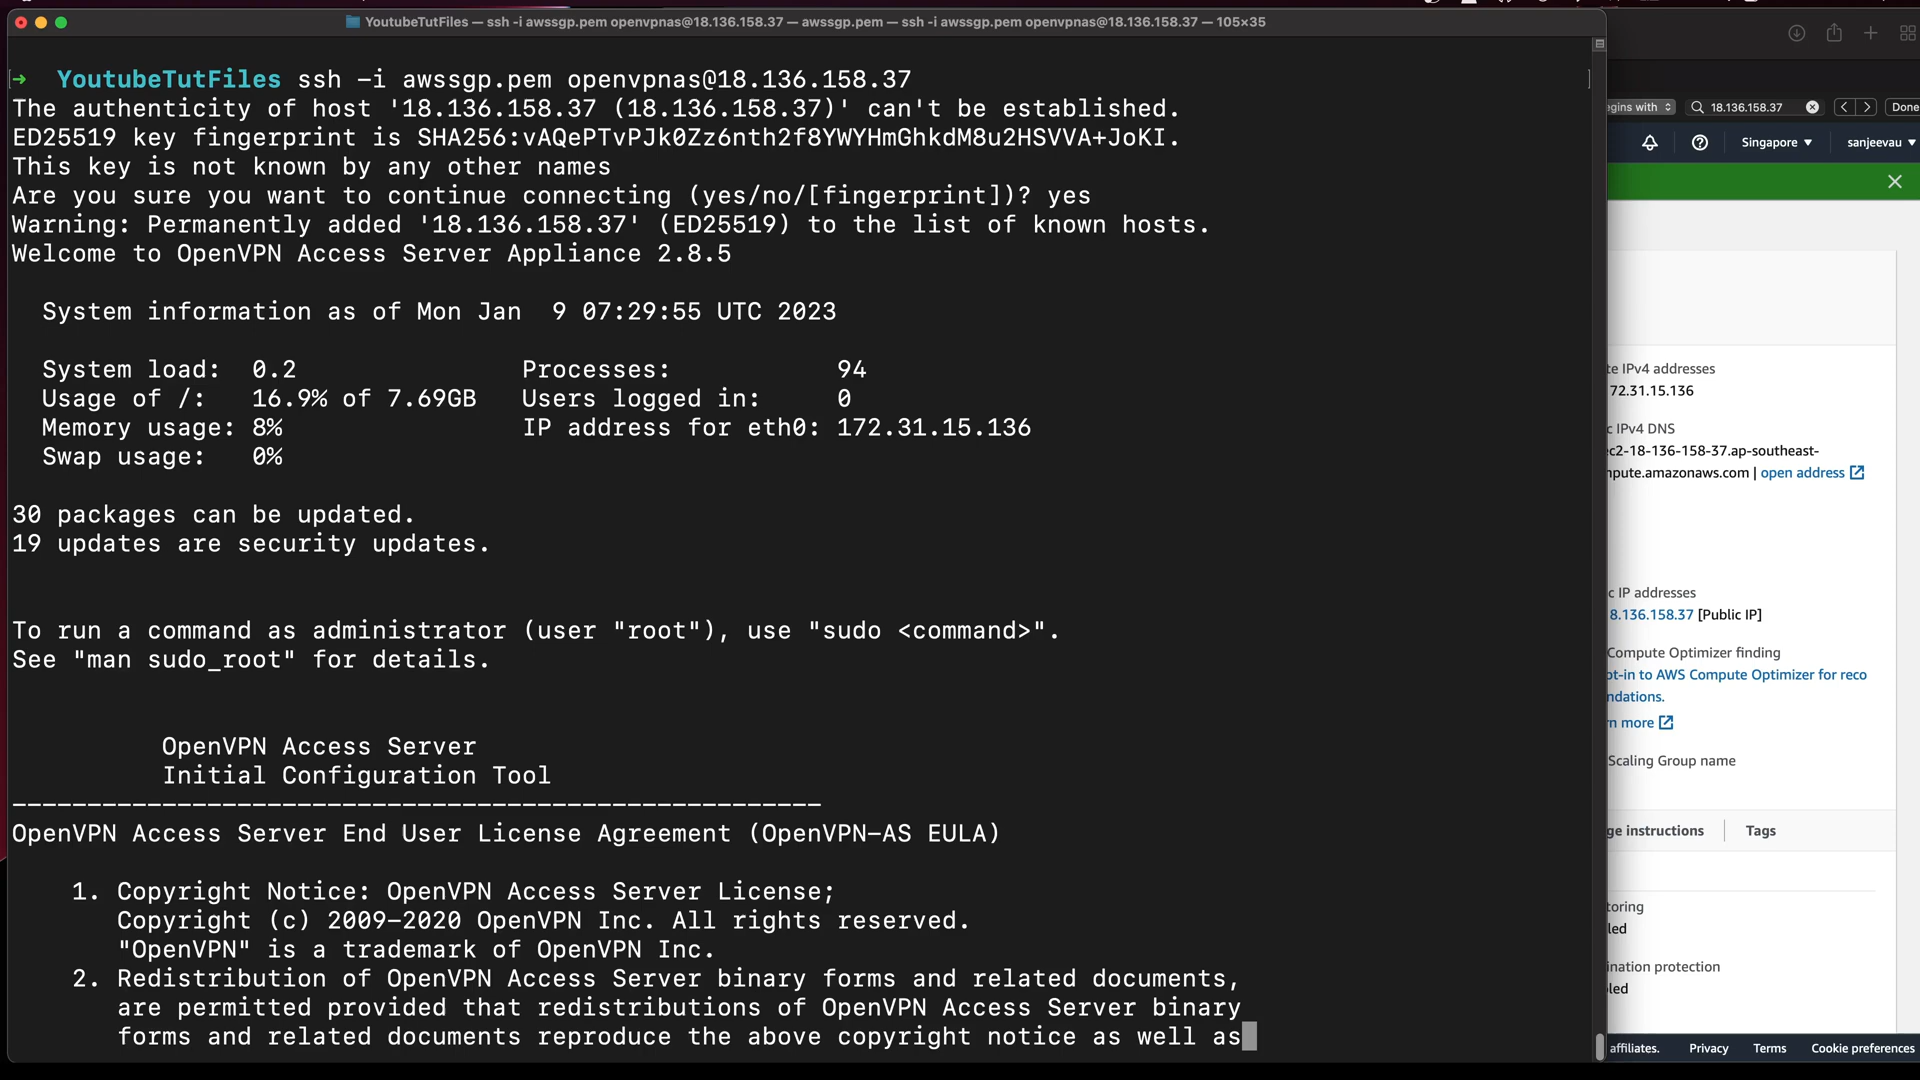 YoutubeTutFiles — ssh -i awssgp.pem openvpnas@18.136.158.37 — awssgp.pem — ssh -i awssgp.pem openvpnas@18.136.158.37 — 105×35
→ YoutubeTutFiles ssh -i awssgp.pem openvpnas@18.136.158.37
The authenticity of host '18.136.158.37 (18.136.158.37)' can't be established.
ED25519 key fingerprint is SHA256:vAQePTvPJk0Zz6nth2f8YWYHmGhkdM8u2HSVVA+JoKI.
This key is not known by any other names
Are you sure you want to continue connecting (yes/no/[fingerprint])? yes
Warning: Permanently added '18.136.158.37' (ED25519) to the list of known hosts.
Welcome to OpenVPN Access Server Appliance 2.8.5
System information as of Mon Jan  9 07:29:55 UTC 2023
System load:  0.2 Processes: 94
Usage of /:   16.9% of 7.69GB Users logged in: 0
Memory usage: 8% IP address for eth0: 172.31.15.136
Swap usage:   0%
30 packages can be updated.
19 updates are security updates.
To run a command as administrator (user "root"), use "sudo <command>".
See "man sudo_root" for details.
OpenVPN Access Server
Initial Configuration Tool
------------------------------------------------------
OpenVPN Access Server End User License Agreement (OpenVPN-AS EULA)
1. Copyright Notice: OpenVPN Access Server License;
Copyright (c) 2009-2020 OpenVPN Inc. All rights reserved.
"OpenVPN" is a trademark of OpenVPN Inc.
2. Redistribution of OpenVPN Access Server binary forms and related documents,
are permitted provided that redistributions of OpenVPN Access Server binary
forms and related documents reproduce the above copyright notice as well as
egins with 18.136.158.37 Done
Singapore sanjeevau
te IPv4 addresses
72.31.15.136
c IPv4 DNS
ec2-18-136-158-37.ap-southeast-
npute.amazonaws.com | open address
c IP addresses
8.136.158.37 [Public IP]
Compute Optimizer finding
pt-in to AWS Compute Optimizer for reco
ndations.
rn more
Scaling Group name
ge instructions Tags
toring
led
ination protection
led
affiliates. Privacy Terms Cookie preferences